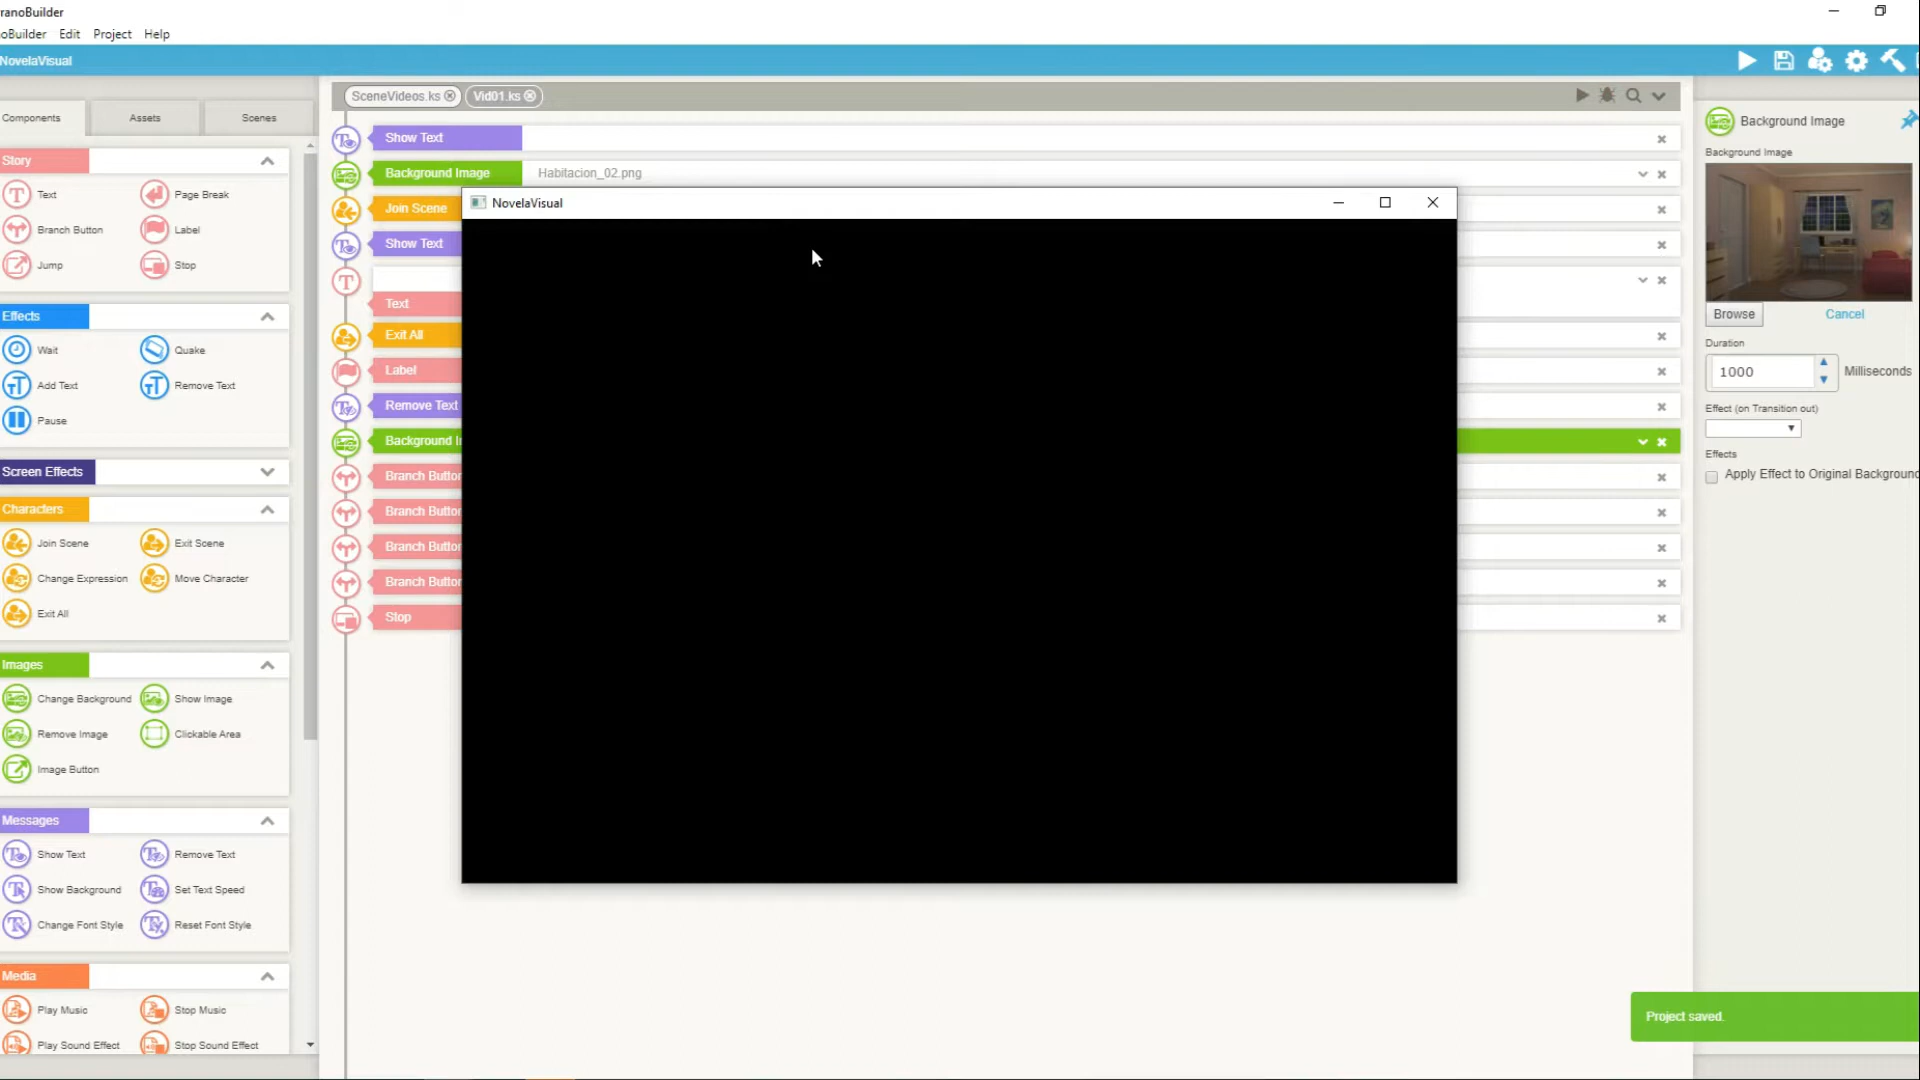 ranoBuilder
oBuilder Edit Project Help
NovelaVisual
Components Assets Scenes
Story
Text Page Break
Branch Button Label
Jump Stop
Effects
Wait Quake
Add Text Remove Text
Pause
Screen Effects
Characters
Join Scene Exit Scene
Change Expression Move Character
Exit All
Images
Change Background Show Image
Remove Image Clickable Area
Image Button
Messages
Show Text Remove Text
Show Background Set Text Speed
Change Font Style Reset Font Style
Media
Play Music Stop Music
Play Sound Effect Stop Sound Effect
SceneVideos.ks Vid01.ks
Show Text
Background Image Habitacion_02.png
Join Scene
Show Text
Text
Exit All
Label
Remove Text
Background I
Branch Button
Branch Button
Branch Button
Branch Button
Stop
NovelaVisual
Background Image
Background Image
Browse Cancel
Duration
1000 Milliseconds
Effect (on Transition out)
Effects
Apply Effect to Original Background
Project saved.